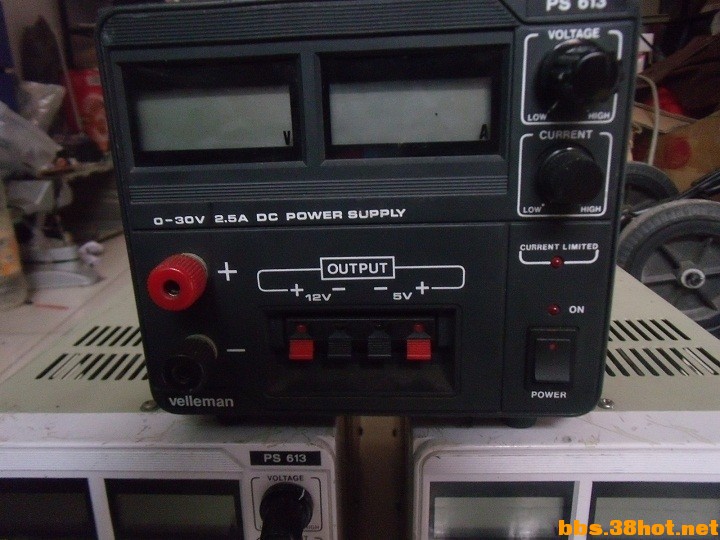 PS 613
VOLTAGE
LOW HIGH
V A
CURRENT
LOW HIGH
0-30V 2.5A DC POWER SUPPLY
CURRENT LIMITED
+ OUTPUT
+ 12V − − 5V +
ON
−
POWER
velleman
PS 613
VOLTAGE
bbs.38hot.net